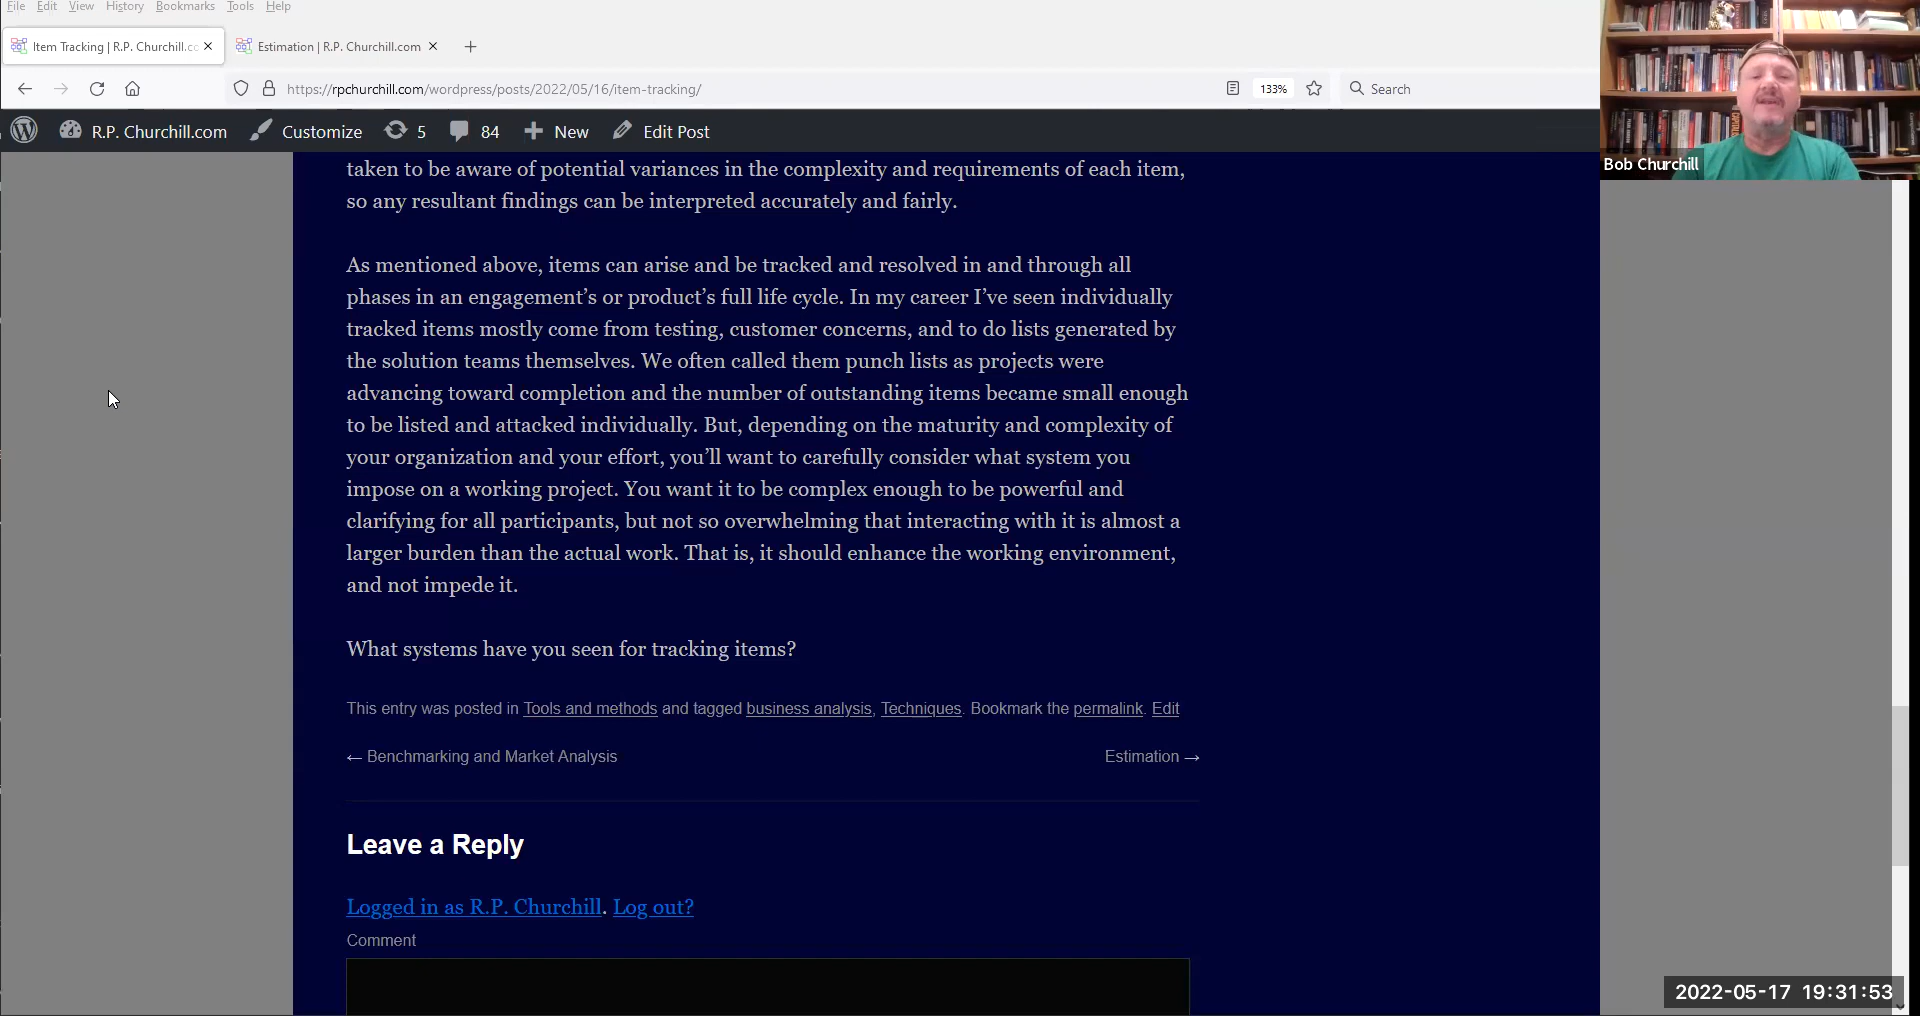 File Edit View History Bookmarks Tools Help
Item Tracking | R.P. Churchill.c
Estimation | R.P. Churchill.com
https://rpchurchill.com/wordpress/posts/2022/05/16/item-tracking/
133%
Search
R.P. Churchill.com Customize 5 84 New Edit Post
Bob Churchill
taken to be aware of potential variances in the complexity and requirements of each item,
so any resultant findings can be interpreted accurately and fairly.
As mentioned above, items can arise and be tracked and resolved in and through all
phases in an engagement’s or product’s full life cycle. In my career I’ve seen individually
tracked items mostly come from testing, customer concerns, and to do lists generated by
the solution teams themselves. We often called them punch lists as projects were
advancing toward completion and the number of outstanding items became small enough
to be listed and attacked individually. But, depending on the maturity and complexity of
your organization and your effort, you’ll want to carefully consider what system you
impose on a working project. You want it to be complex enough to be powerful and
clarifying for all participants, but not so overwhelming that interacting with it is almost a
larger burden than the actual work. That is, it should enhance the working environment,
and not impede it.
What systems have you seen for tracking items?
This entry was posted in Tools and methods and tagged business analysis, Techniques. Bookmark the permalink. Edit
← Benchmarking and Market Analysis
Estimation →
Leave a Reply
Logged in as R.P. Churchill. Log out?
Comment
2022-05-17 19:31:53